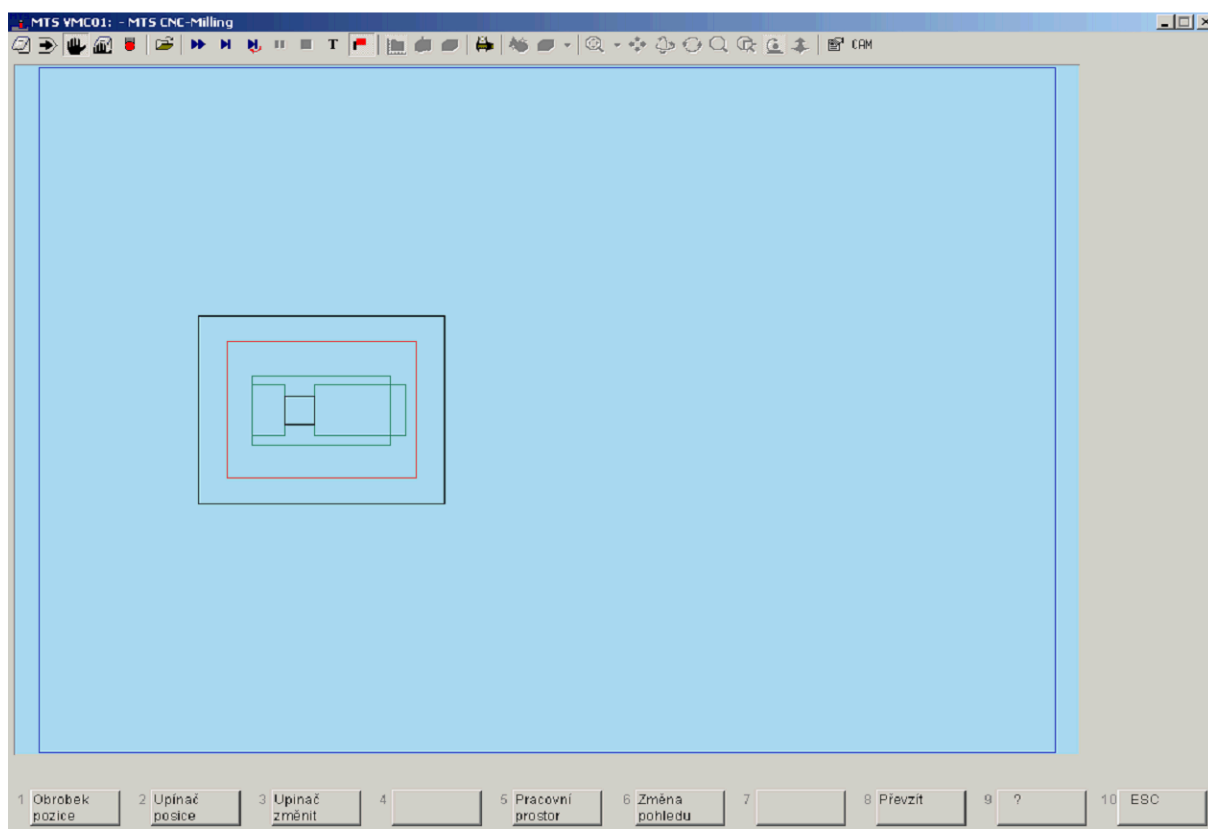 MTS VMC01: - MTS CNC-Milling
T CAM
1 Obrobek pozice
2 Upínač posice
3 Upinač změnit
4
5 Pracovní prostor
6 Změna pohledu
7
8 Převzít
9 ?
10 ESC